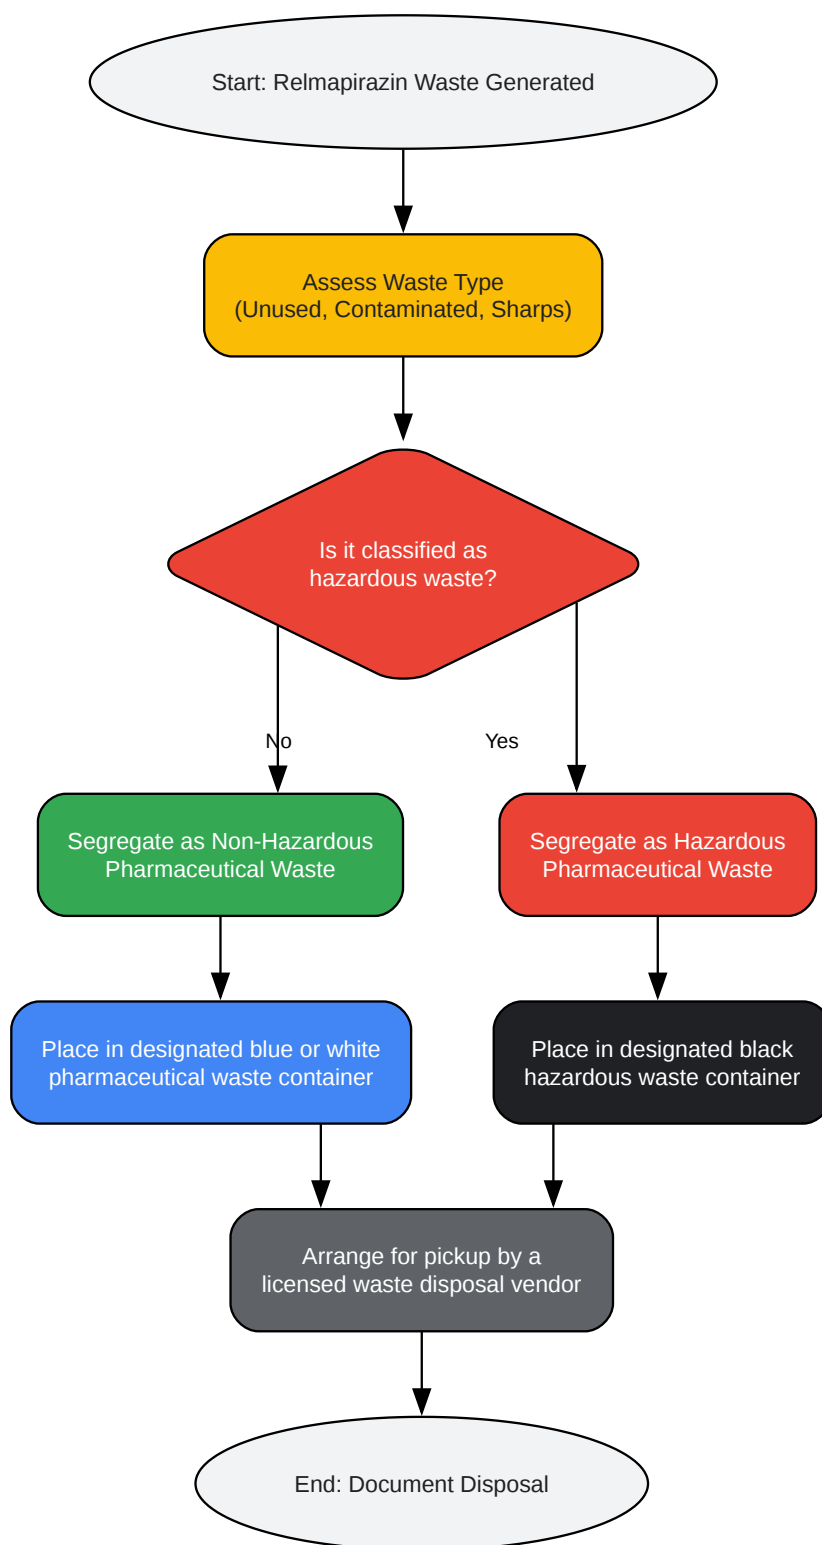 Start: Relmapirazin Waste Generated
Assess Waste Type
(Unused, Contaminated, Sharps)
Is it classified as
hazardous waste?
No
Yes
Segregate as Non-Hazardous
Pharmaceutical Waste
Segregate as Hazardous
Pharmaceutical Waste
Place in designated blue or white
pharmaceutical waste container
Place in designated black
hazardous waste container
Arrange for pickup by a
licensed waste disposal vendor
End: Document Disposal